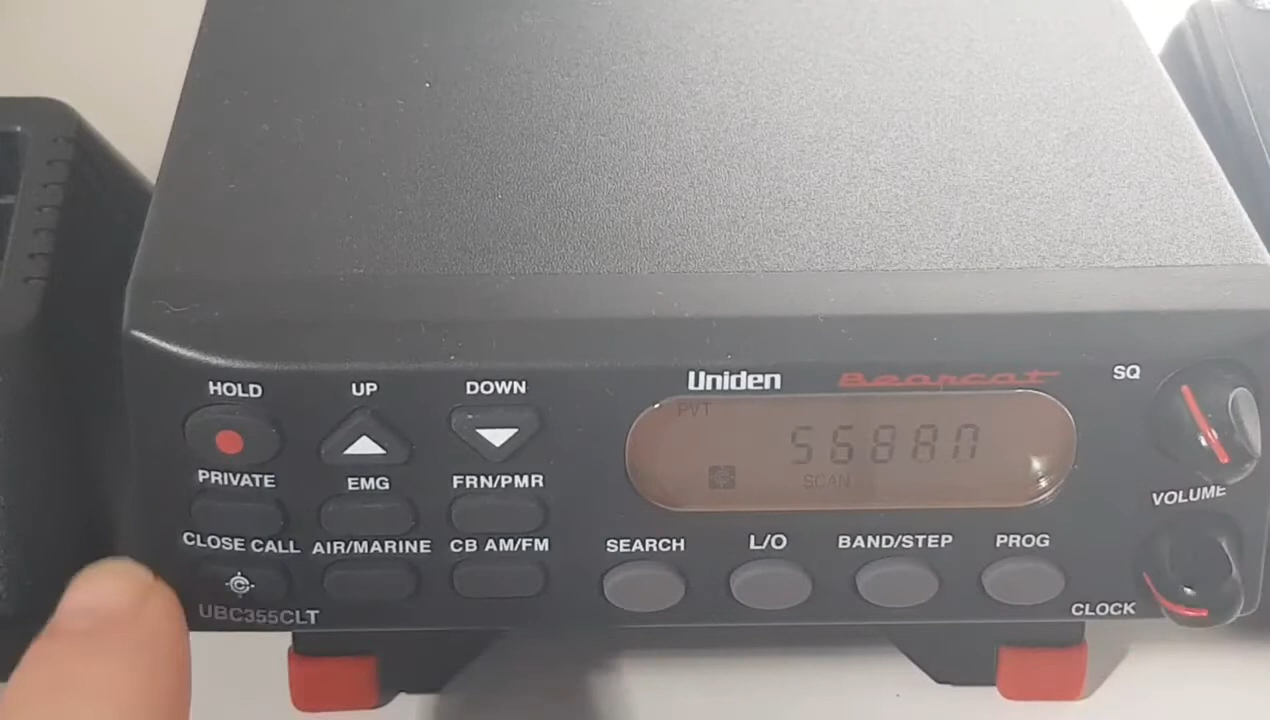 HOLD UP DOWN Uniden Bearcat SQ
PVT
PRIVATE EMG FRN/PMR SCAN VOLUME
CLOSE CALL AIR/MARINE CB AM/FM SEARCH L/O BAND/STEP PROG
UBC355CLT CLOCK